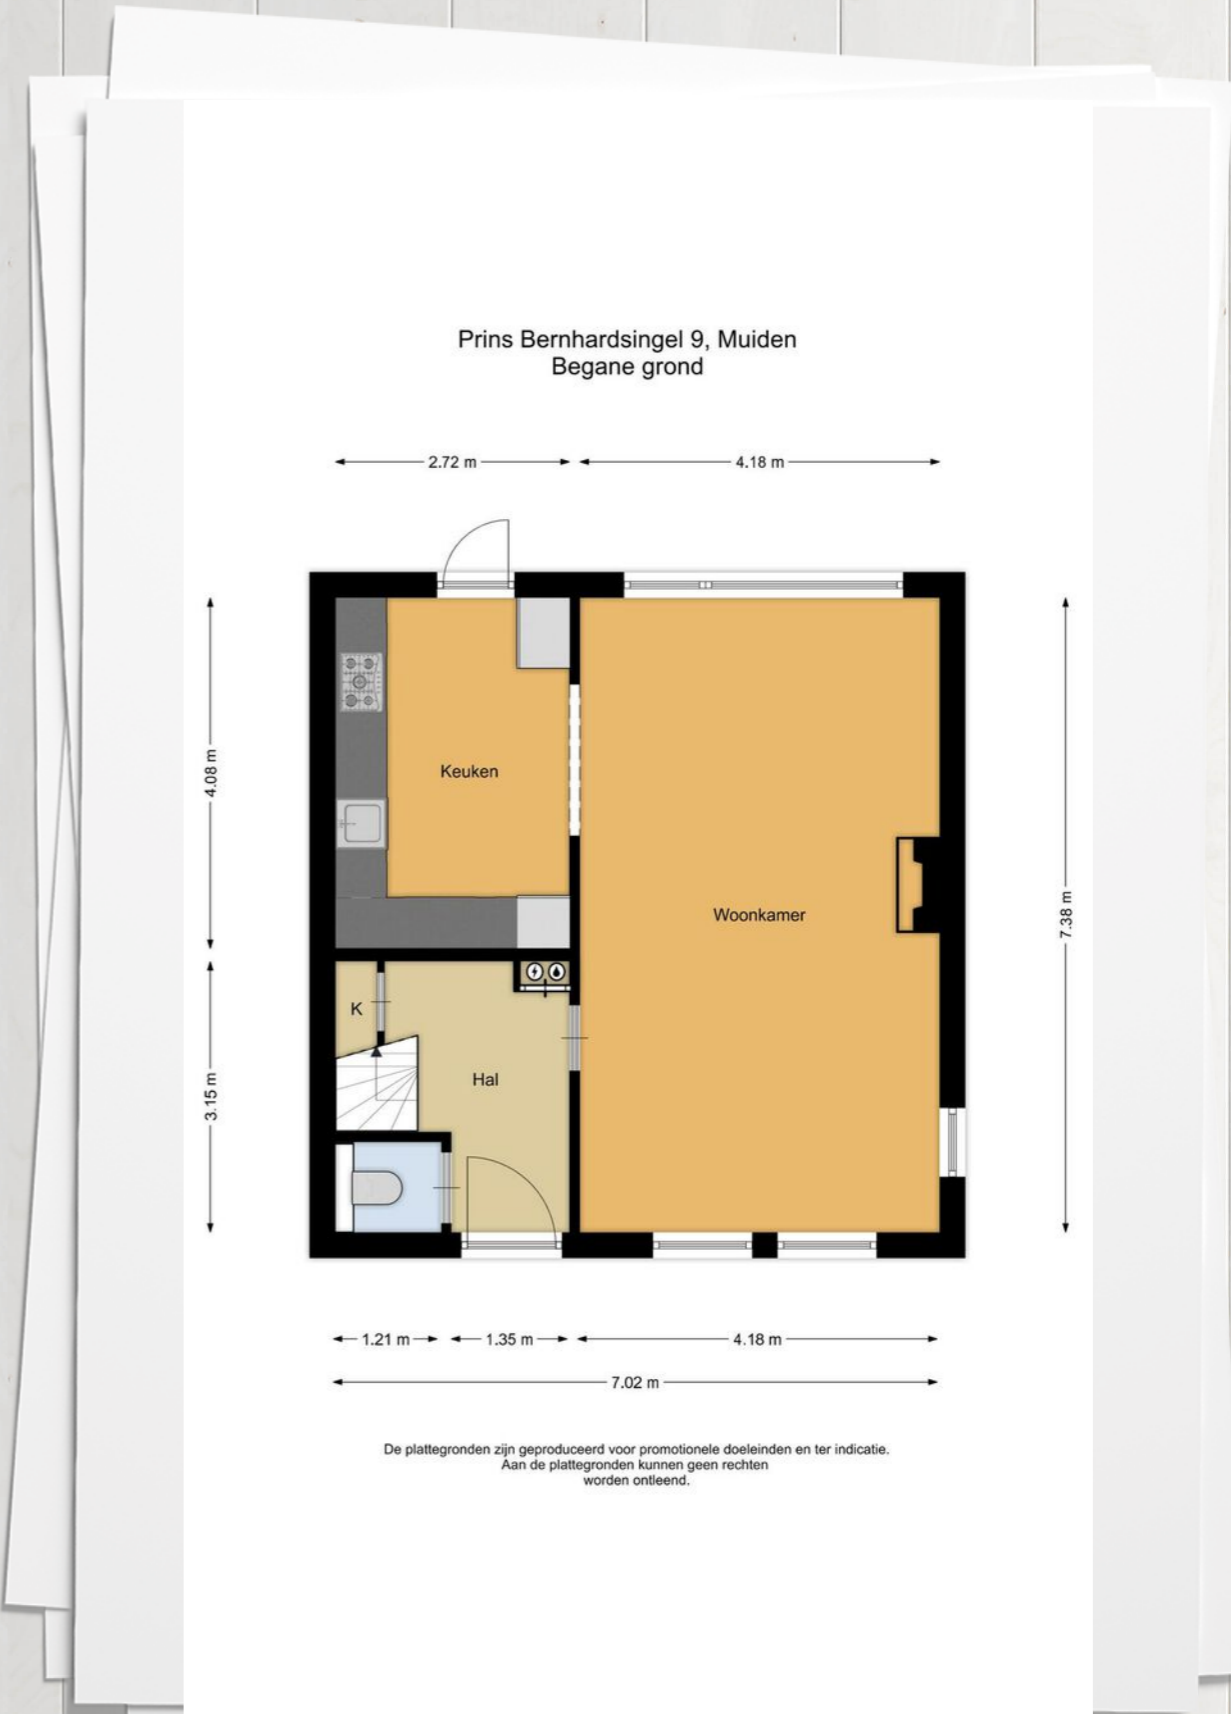 Prins Bernhardsingel 9, Muiden
Begane grond
2.72 m
4.18 m
4.08 m
Keuken
7.38 m
Woonkamer
K
Hal
3.15 m
1.21 m
1.35 m
4.18 m
7.02 m
De plattegronden zijn geproduceerd voor promotionele doeleinden en ter indicatie.
Aan de plattegronden kunnen geen rechten
worden ontleend.